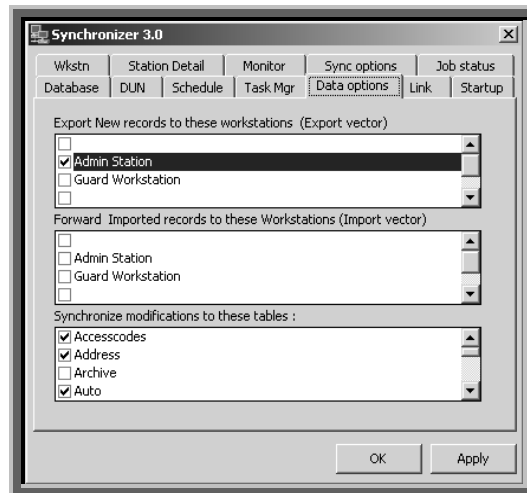 Synchronizer 3.0
Wkstn Station Detail Monitor Sync options Job status
Database DUN Schedule Task Mgr Data options Link Startup
Export New records to these workstations (Export vector)
Admin Station
Guard Workstation
Forward Imported records to these Workstations (Import vector)
Admin Station
Guard Workstation
Synchronize modifications to these tables :
Accesscodes
Address
Archive
Auto
OK Apply